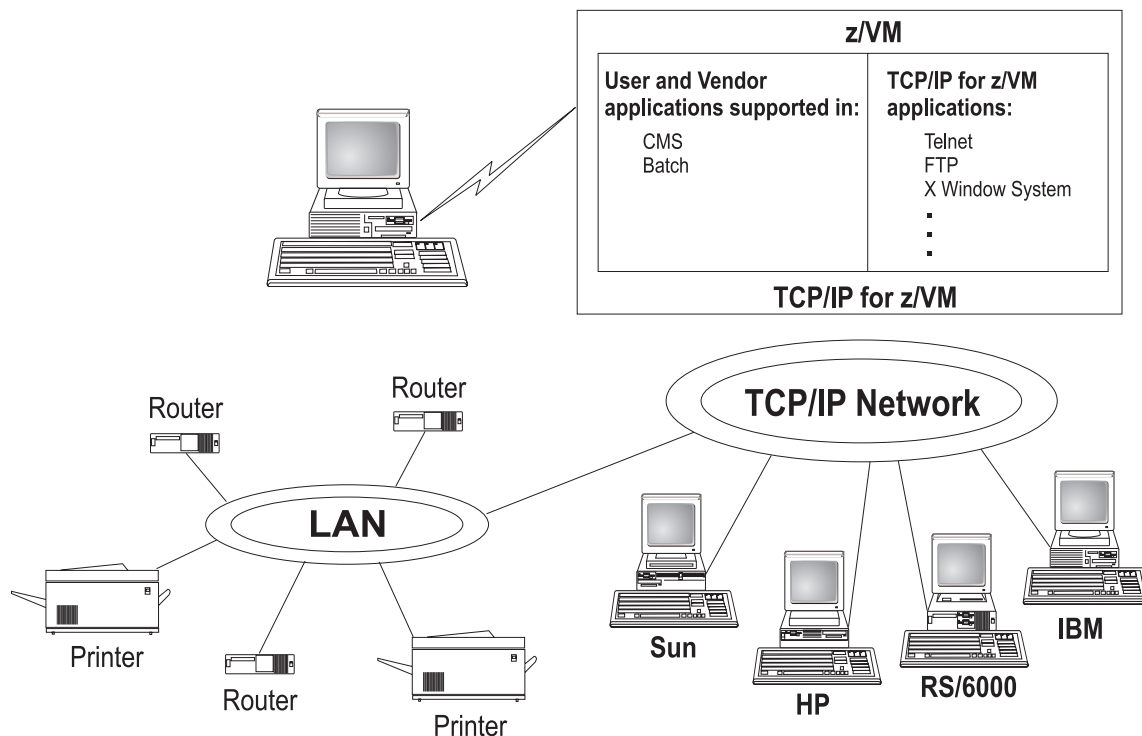 z/VM
User and Vendor
applications supported in:
CMS
Batch
TCP/IP for z/VM
applications:
Telnet
FTP
X Window System
TCP/IP for z/VM
TCP/IP Network
Router
Router
LAN
Printer
Router
Printer
Sun
HP
RS/6000
IBM